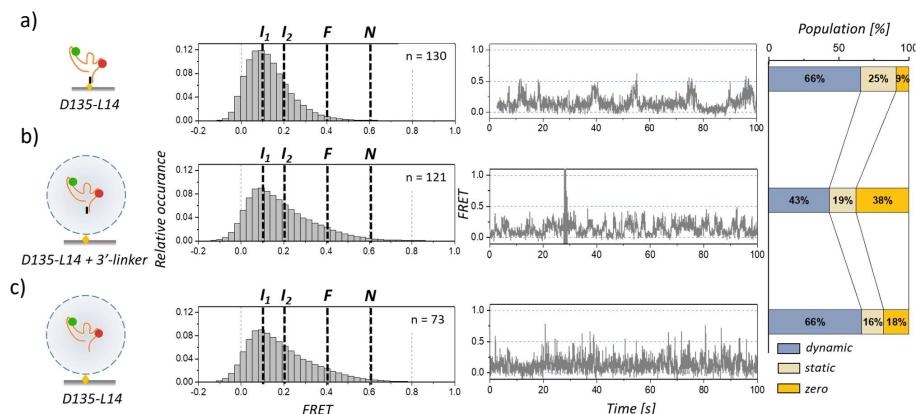 a)
D135-L14
I1 I2 F N
n = 130
0.12
0.08
0.04
0.00
-0.2 0.0 0.2 0.4 0.6 0.8 1.0
1.0
0.5
0.0
0 20 40 60 80 100
Population [%]
0 50 100
66% 25% 9%
b)
D135-L14 + 3'-linker
Relative occurance
I1 I2 F N
n = 121
0.12
0.08
0.04
0.00
-0.2 0.0 0.2 0.4 0.6 0.8 1.0
FRET
1.0
0.5
0.0
0 20 40 60 80 100
43% 19% 38%
c)
D135-L14
I1 I2 F N
n = 73
0.12
0.08
0.04
0.00
-0.2 0.0 0.2 0.4 0.6 0.8 1.0
FRET
1.0
0.5
0.0
0 20 40 60 80 100
Time [s]
66% 16% 18%
dynamic
static
zero